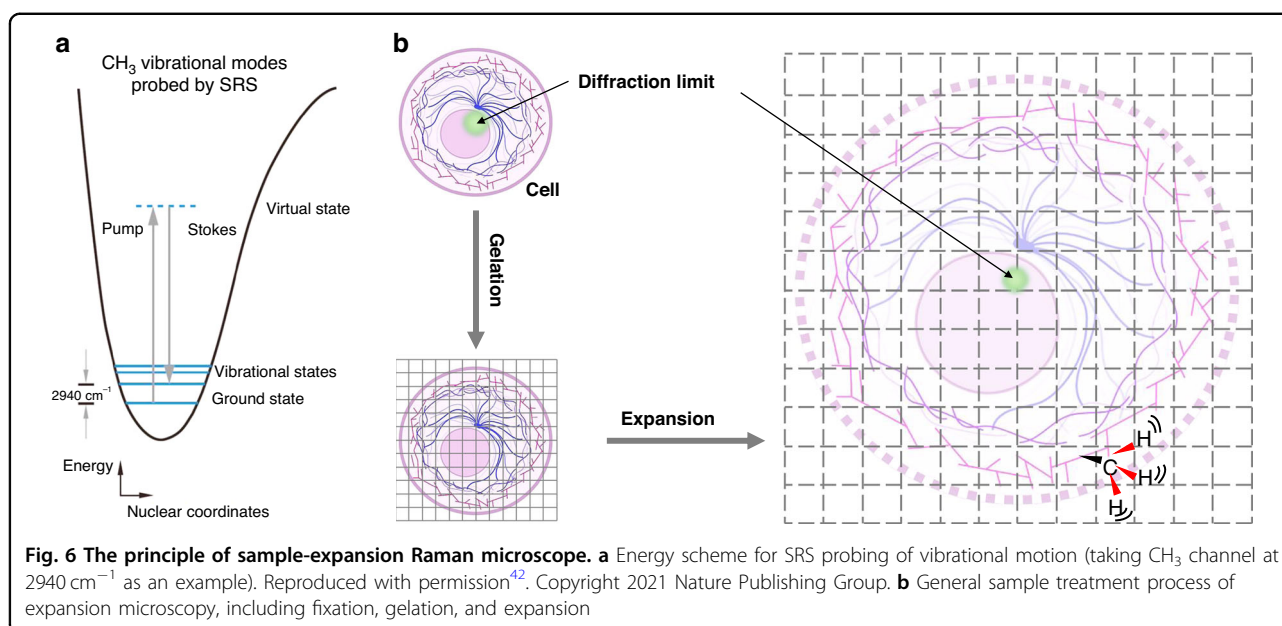 a
CH₃ vibrational modes
probed by SRS
Virtual state
Pump
Stokes
Vibrational states
2940 cm⁻¹
Ground state
Energy
Nuclear coordinates
b
Diffraction limit
Cell
Gelation
Expansion
H
C
H
H
Fig. 6 The principle of sample-expansion Raman microscope. a Energy scheme for SRS probing of vibrational motion (taking CH₃ channel at
2940 cm⁻¹ as an example). Reproduced with permission⁴². Copyright 2021 Nature Publishing Group. b General sample treatment process of
expansion microscopy, including fixation, gelation, and expansion